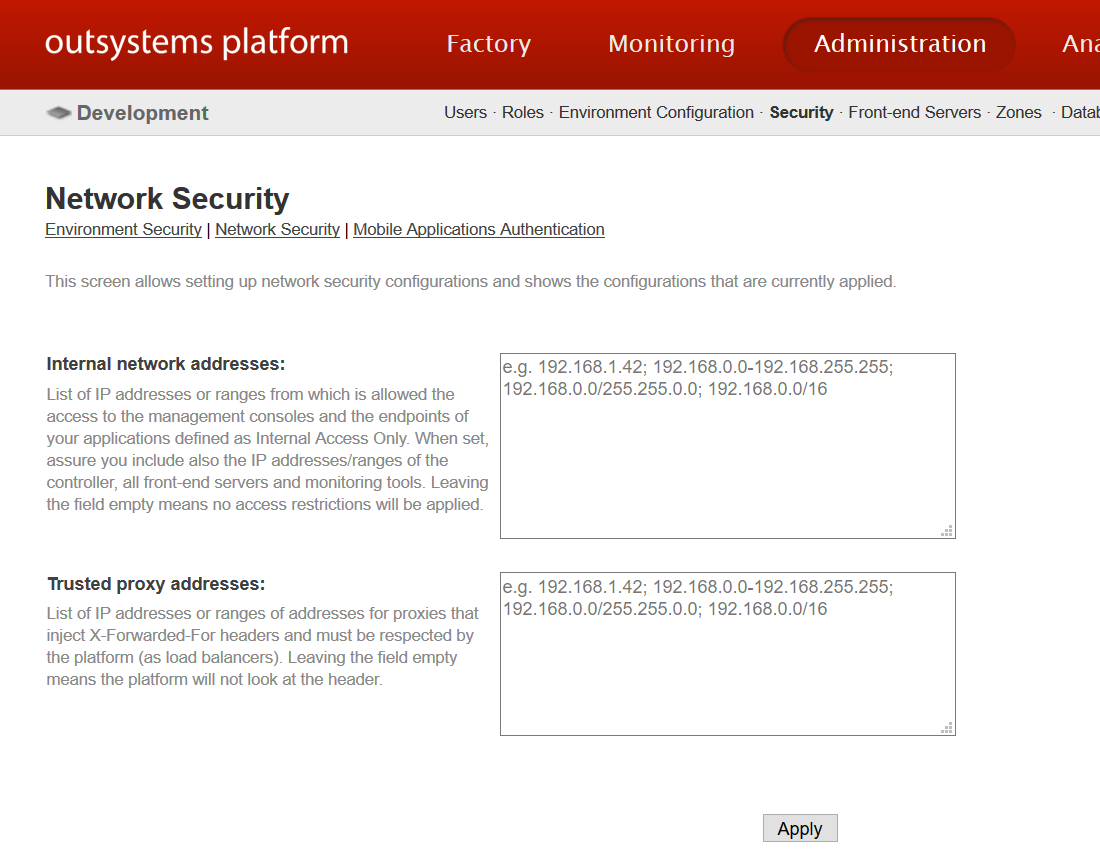 outsystems platform Factory Monitoring Administration
Development Users · Roles · Environment Configuration · Security · Front-end Servers · Zones ·
Network Security
Environment Security | Network Security | Mobile Applications Authentication
This screen allows setting up network security configurations and shows the configurations that are currently applied.
Internal network addresses:
List of IP addresses or ranges from which is allowed the
access to the management consoles and the endpoints of
your applications defined as Internal Access Only. When set,
assure you include also the IP addresses/ranges of the
controller, all front-end servers and monitoring tools. Leaving
the field empty means no access restrictions will be applied.
e.g. 192.168.1.42; 192.168.0.0-192.168.255.255;
192.168.0.0/255.255.0.0; 192.168.0.0/16
Trusted proxy addresses:
List of IP addresses or ranges of addresses for proxies that
inject X-Forwarded-For headers and must be respected by
the platform (as load balancers). Leaving the field empty
means the platform will not look at the header.
e.g. 192.168.1.42; 192.168.0.0-192.168.255.255;
192.168.0.0/255.255.0.0; 192.168.0.0/16
Apply